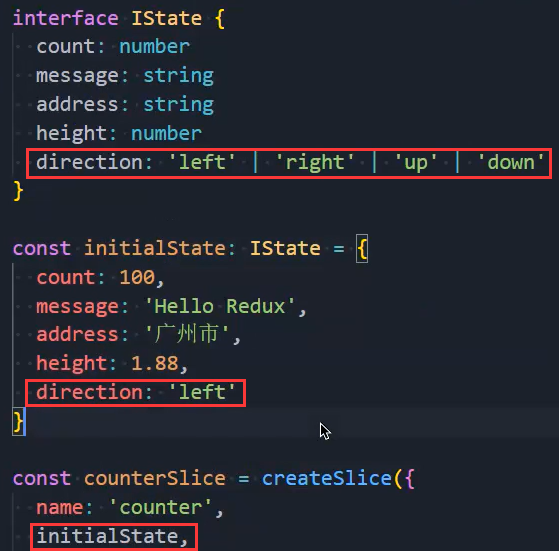 interface IState {
count: number
message: string
address: string
height: number
direction: 'left' | 'right' | 'up' | 'down'
}
const initialState: IState = {
count: 100,
message: 'Hello Redux',
address: '广州市',
height: 1.88,
direction: 'left'
}
const counterSlice = createSlice({
name: 'counter',
initialState,